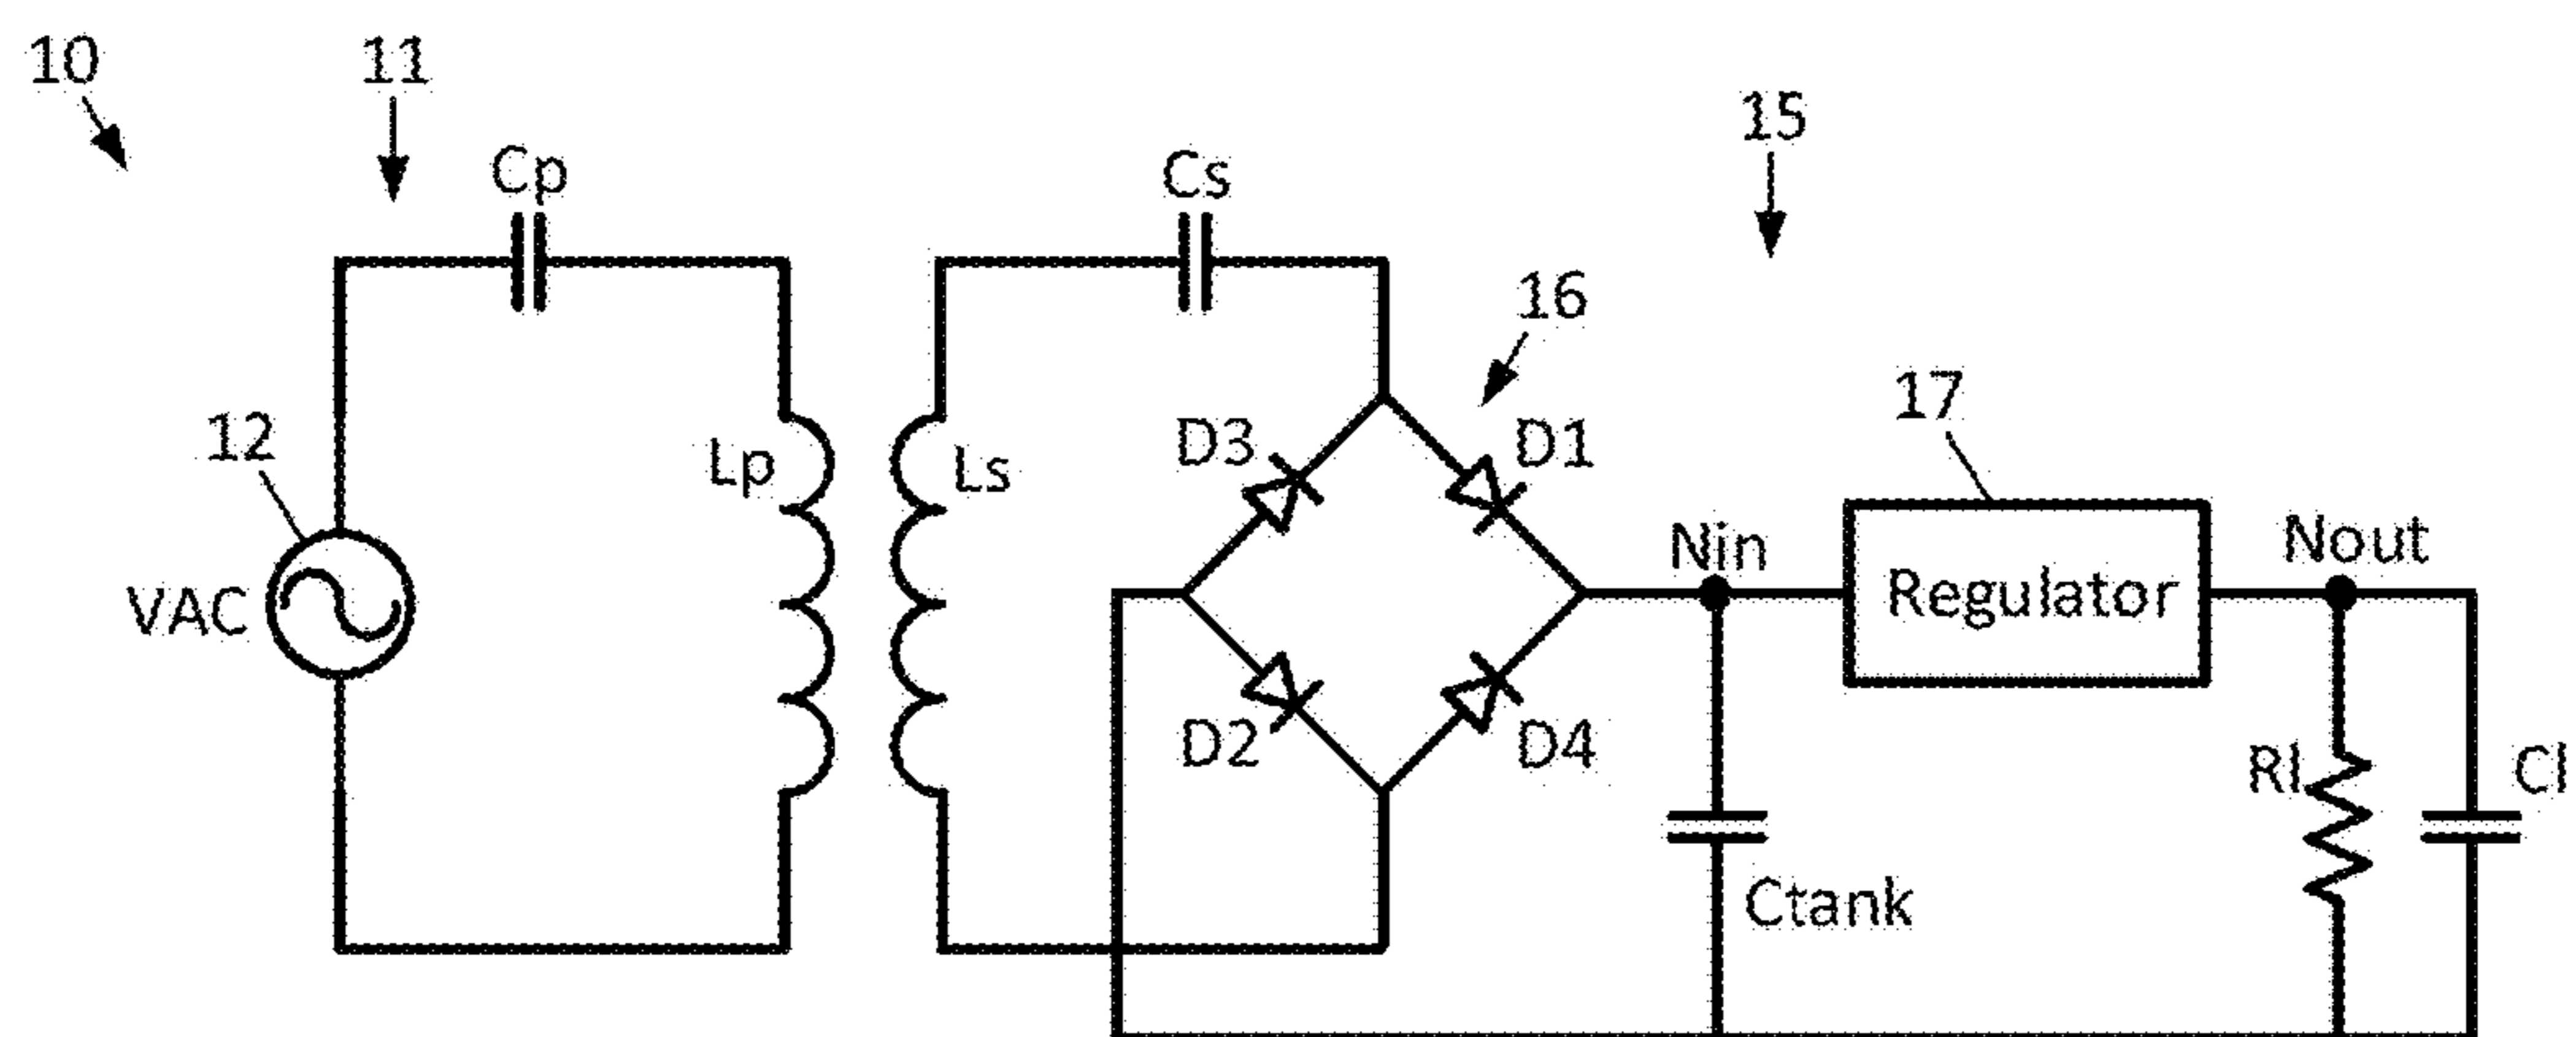 10
11
15
Cp
Cs
16
17
12
D3
D1
Lp
Ls
Nin
Nout
VAC
Regulator
D2
D4
Rl
Cl
Ctank